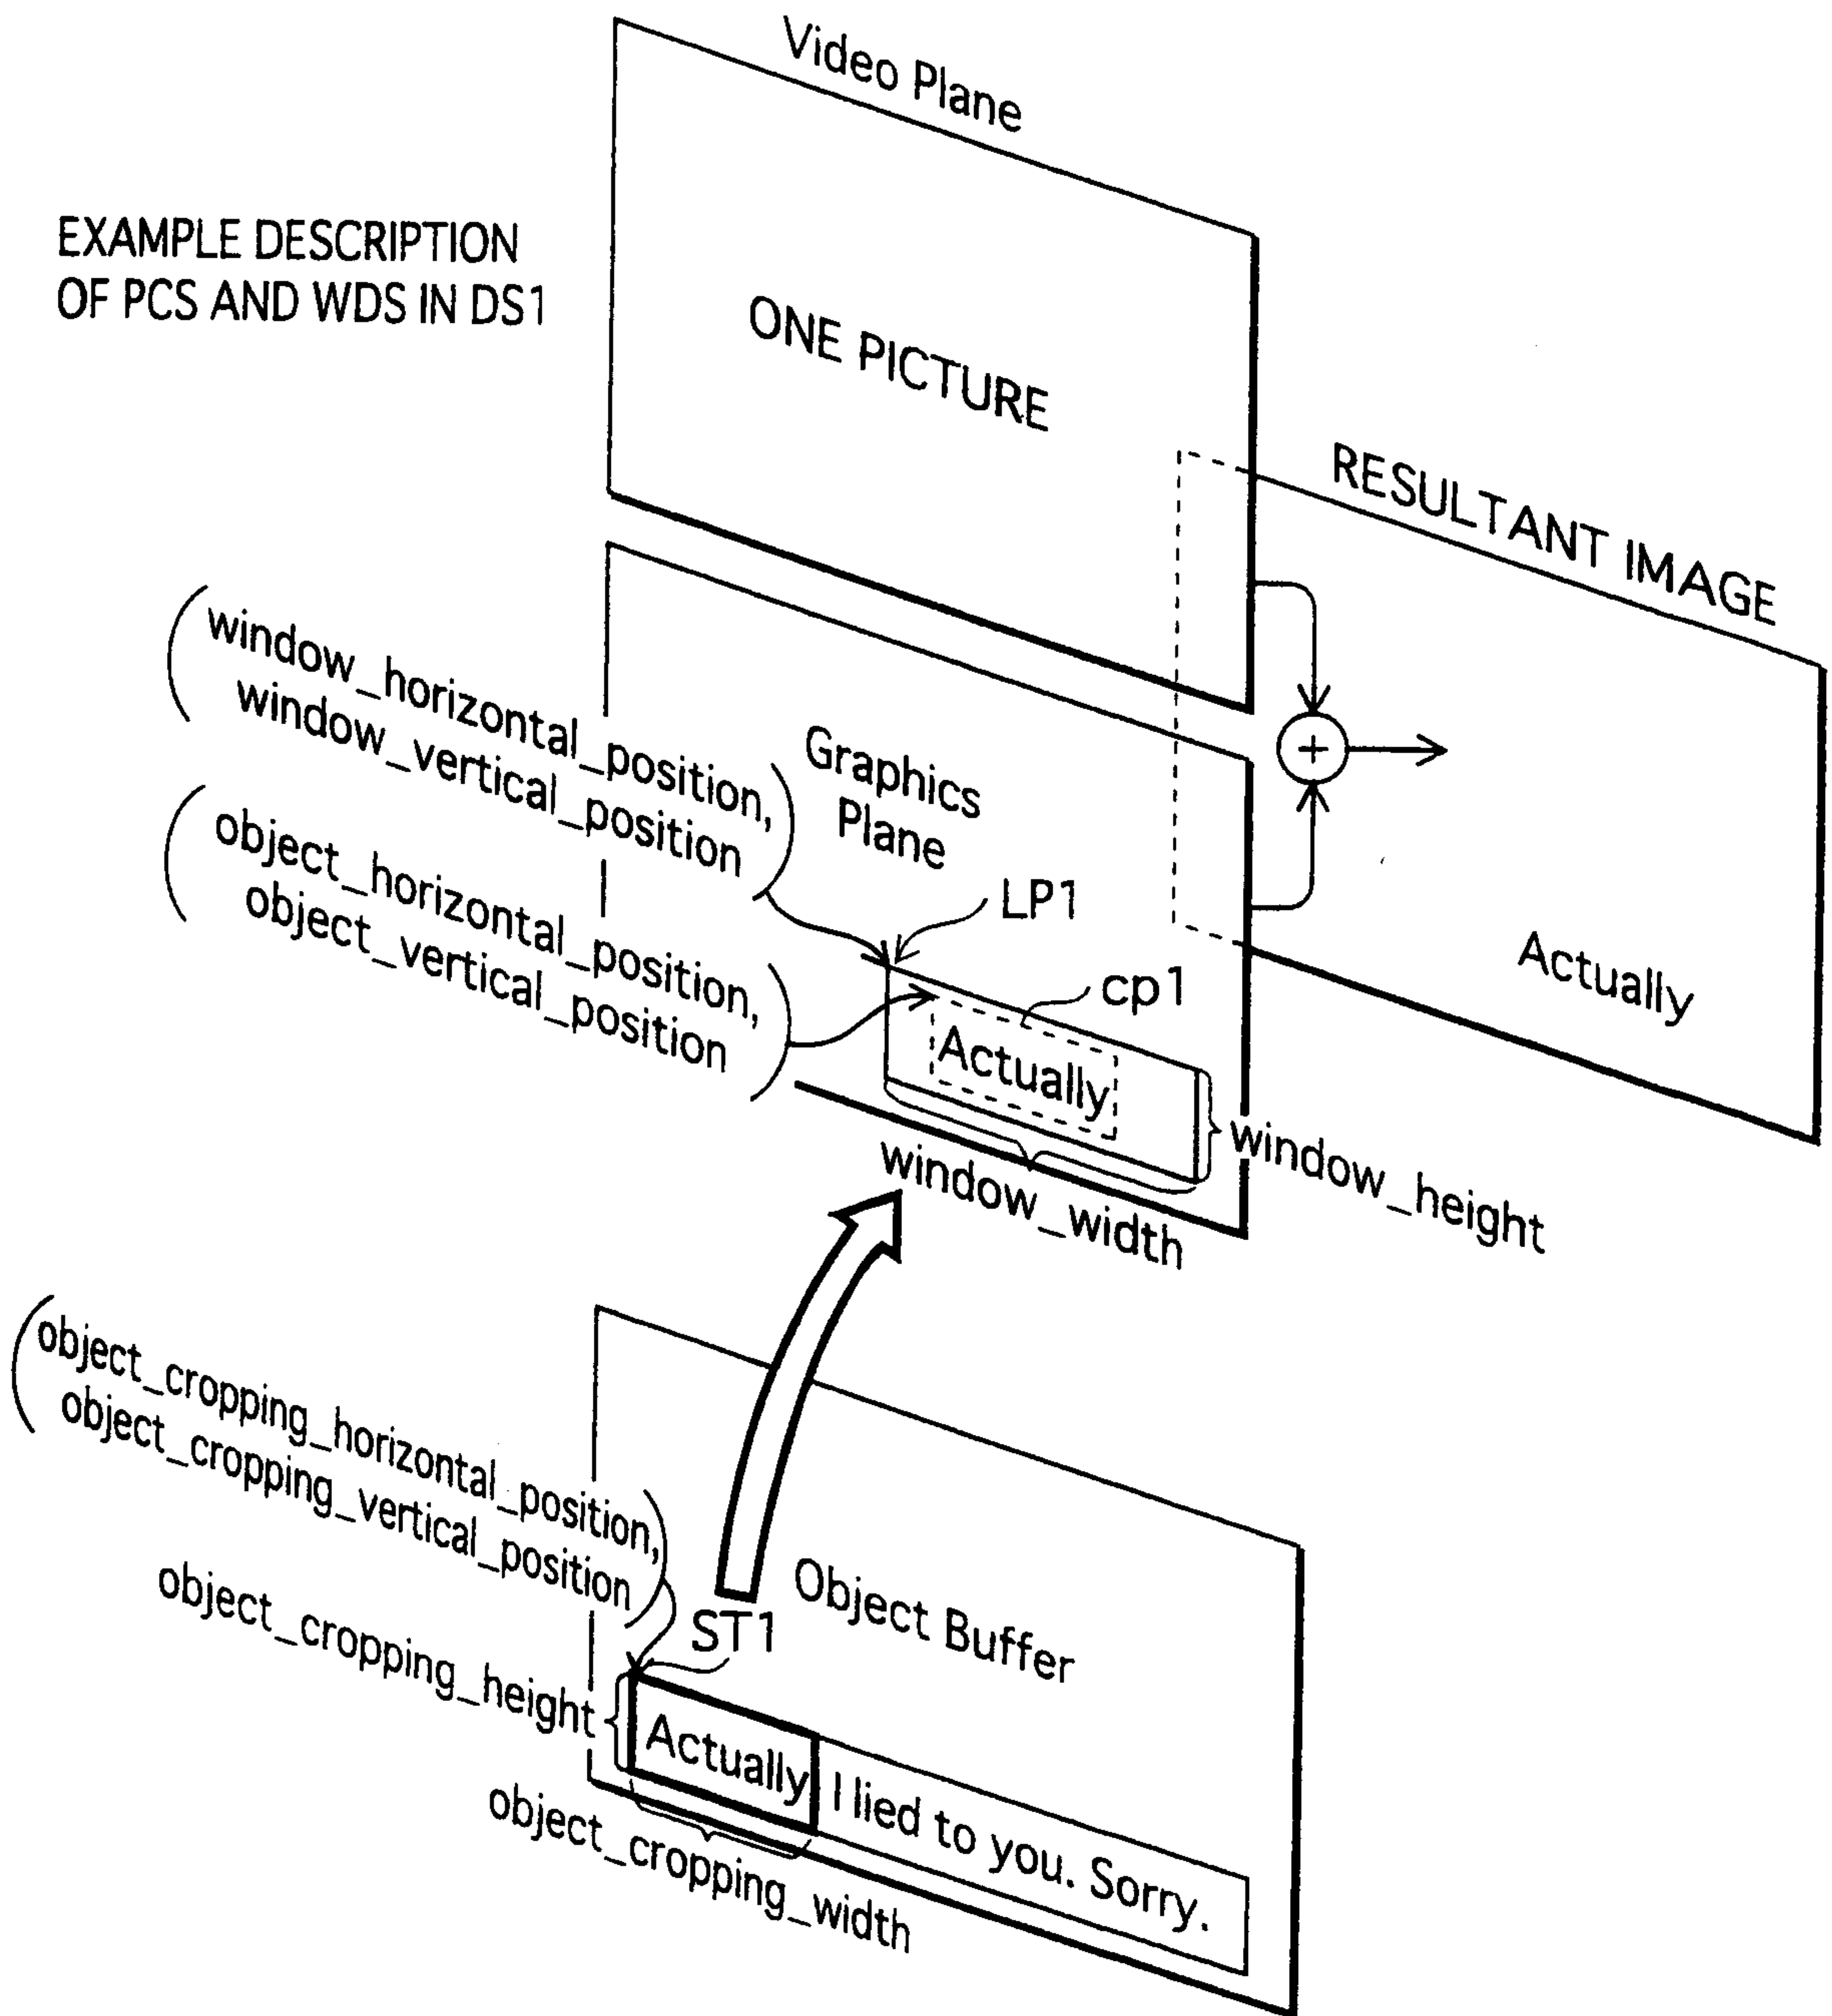 Video Plane
EXAMPLE DESCRIPTION
OF PCS AND WDS IN DS1
ONE PICTURE
RESULTANT IMAGE
(window_horizontal_position,
window_vertical_position)
Graphics
Plane
+
(object_horizontal_position,
object_vertical_position)
LP1
cp1
Actually
Actually
window_height
window_width
(object_cropping_horizontal_position,
object_cropping_vertical_position)
object_cropping_height
ST1
Object Buffer
Actually I lied to you. Sorry.
object_cropping_width